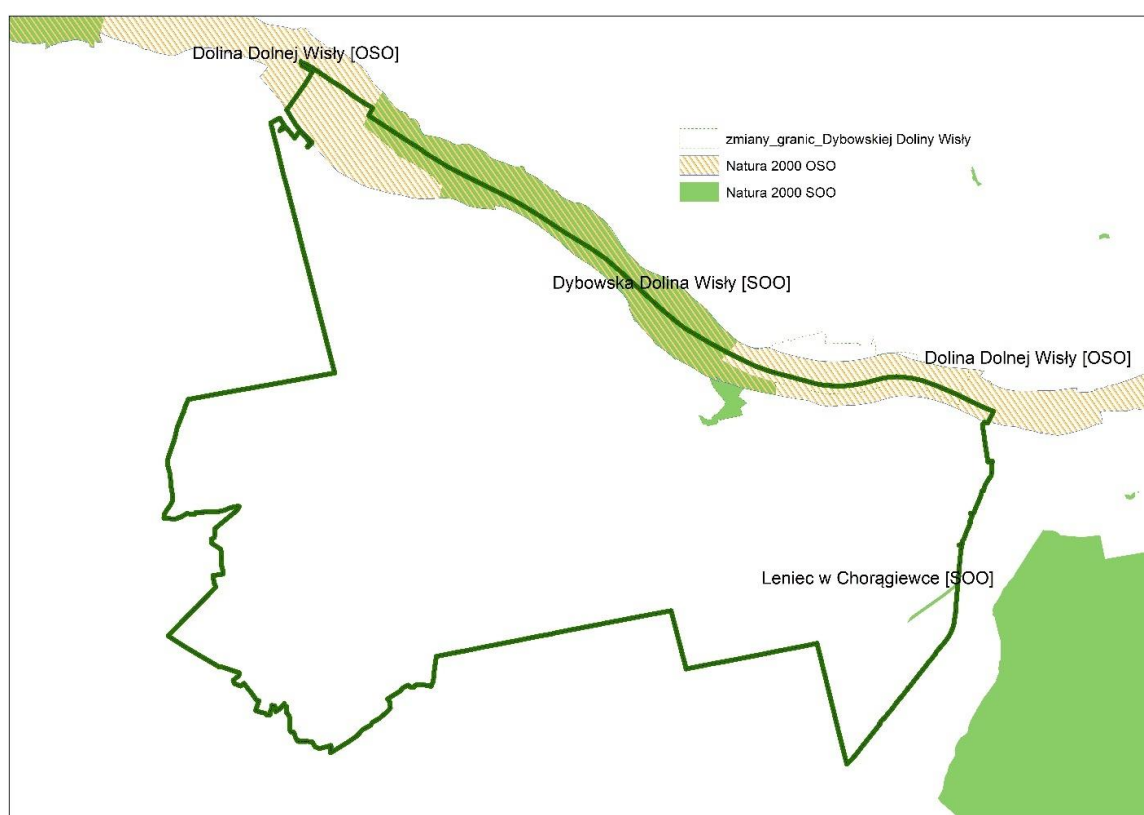 Dolina Dolnej Wisły [OSO]
zmiany_granic_Dybowskiej Doliny Wisły
Natura 2000 OSO
Natura 2000 SOO
Dybowska Dolina Wisły [SOO]
Dolina Dolnej Wisły [OSO]
Leniec w Chorągiewce [SOO]